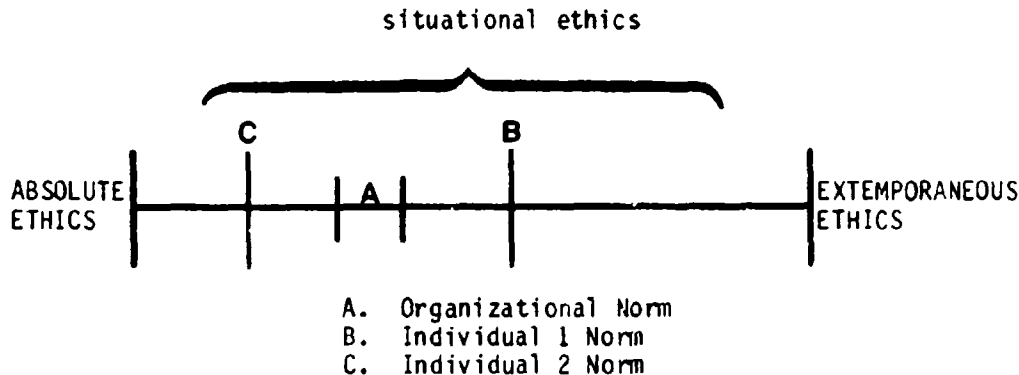 situational ethics
C
B
A
ABSOLUTE
ETHICS
EXTEMPORANEOUS
ETHICS
A. Organizational Norm
B. Individual 1 Norm
C. Individual 2 Norm